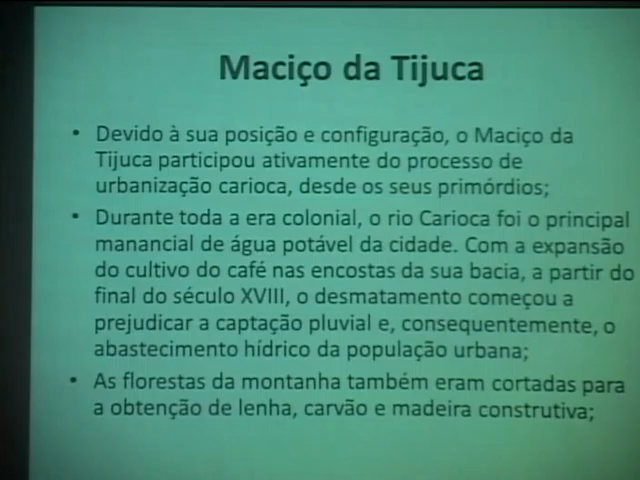 Maciço da Tijuca
• Devido à sua posição e configuração, o Maciço da
Tijuca participou ativamente do processo de
urbanização carioca, desde os seus primórdios;
• Durante toda a era colonial, o rio Carioca foi o principal
manancial de água potável da cidade. Com a expansão
do cultivo do café nas encostas da sua bacia, a partir do
final do século XVIII, o desmatamento começou a
prejudicar a captação pluvial e, consequentemente, o
abastecimento hídrico da população urbana;
• As florestas da montanha também eram cortadas para
a obtenção de lenha, carvão e madeira construtiva;